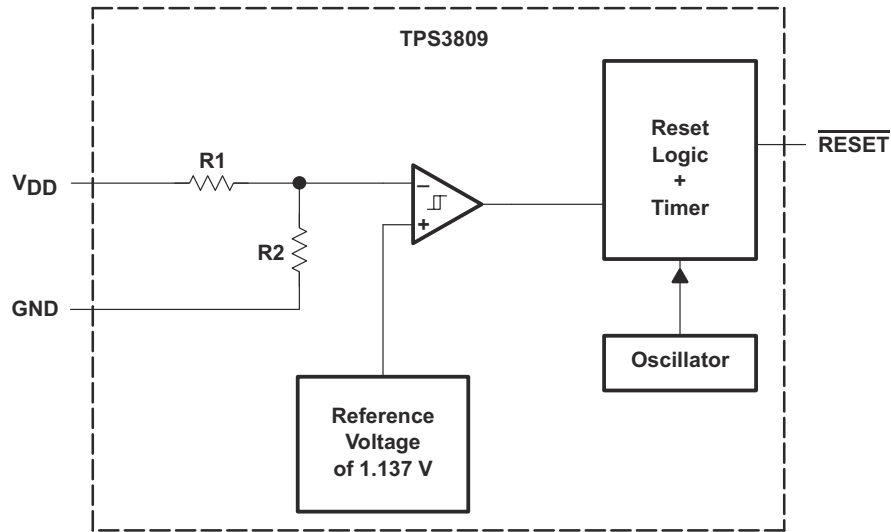 TPS3809
Reset
Logic
+
Timer
RESET
R1
VDD
−
+
R2
GND
Oscillator
Reference
Voltage
of 1.137 V